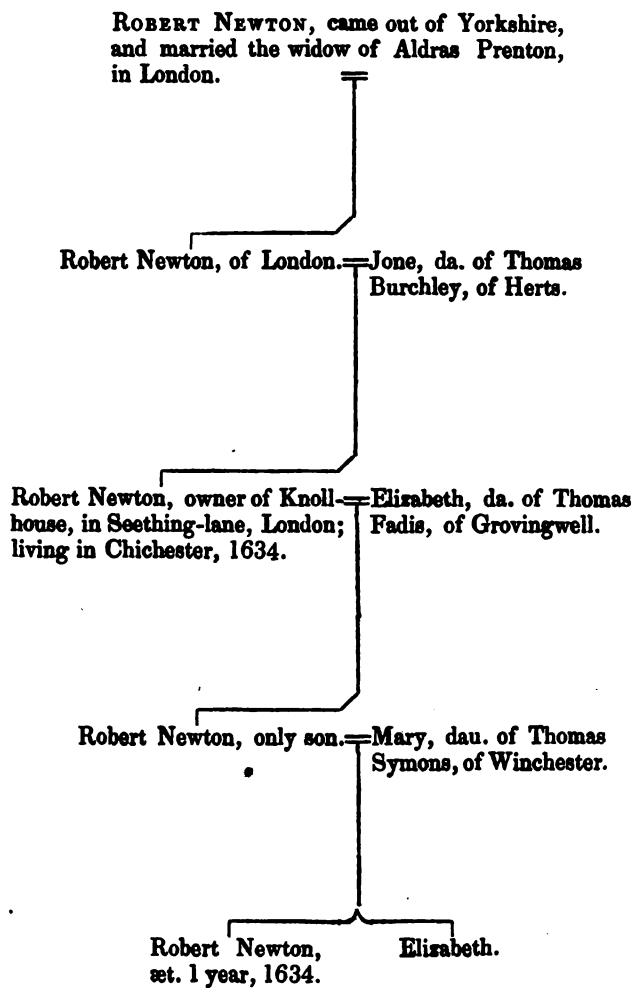 ROBERT NEWTON, came out of Yorkshire,
and married the widow of Aldras Prenton,
in London.
Robert Newton, of London.=Jone, da. of Thomas
Burchley, of Herts.
Robert Newton, owner of Knoll-=Elizabeth, da. of Thomas
house, in Seething-lane, London; Fadis, of Grovingwell.
living in Chichester, 1634.
Robert Newton, only son.=Mary, dau. of Thomas
Symons, of Winchester.
Robert Newton, Elizabeth.
æt. 1 year, 1634.